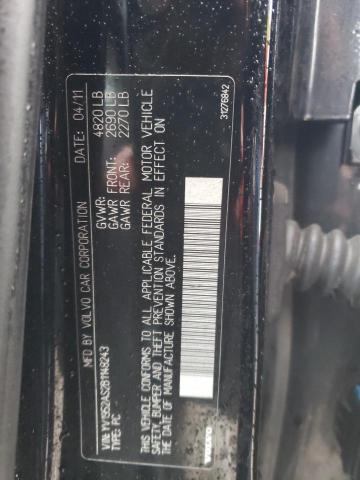 MFD BY VOLVO CAR CORPORATION DATE: 04/11
GVWR: 4820 LB
GAWR FRONT: 2690 LB
GAWR REAR: 2270 LB
VIN: YV1952AS2B1148243
TYPE: PC
THIS VEHICLE CONFORMS TO ALL APPLICABLE FEDERAL MOTOR VEHICLE
SAFETY, BUMPER AND THEFT PREVENTION STANDARDS IN EFFECT ON
THE DATE OF MANUFACTURE SHOWN ABOVE.
31276842
VOLVO